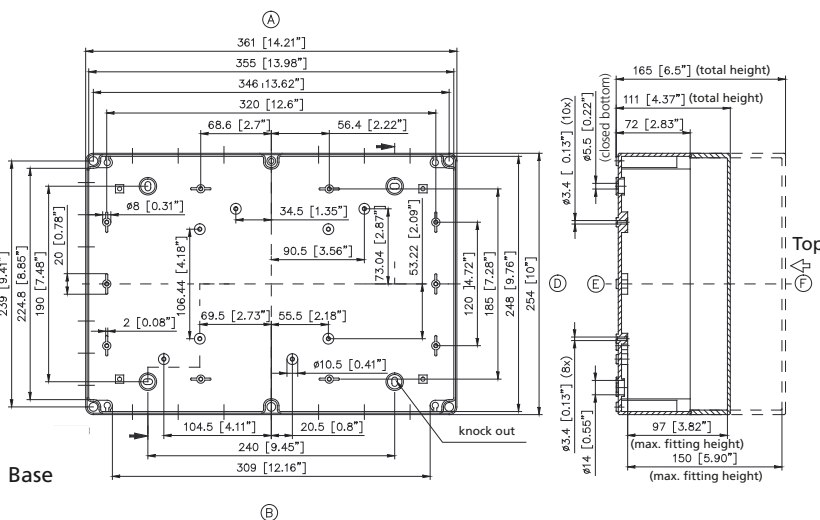 A
361 [14.21"]
355 [13.98"]
346 [13.62"]
320 [12.6"]
68.6 [2.7"]
56.4 [2.22"]
ø8 [0.31"]
34.5 [1.35"]
90.5 [3.56"]
73.04 [2.87"]
53.22 [2.09"]
20 [0.78"]
239 [9.41"]
224.8 [8.85"]
190 [7.48"]
106.44 [4.18"]
120 [4.72"]
185 [7.28"]
248 [9.76"]
254 [10"]
2 [0.08"]
69.5 [2.73"]
55.5 [2.18"]
ø10.5 [0.41"]
104.5 [4.11"]
20.5 [0.8"]
knock out
240 [9.45"]
309 [12.16"]
Base
B
165 [6.5"] (total height)
111 [4.37"] (total height)
72 [2.83"]
(closed bottom)
ø5.5 [0.22"]
ø3.4 [ 0.13"] (10x)
Top
D
E
F
ø3.4 [0.13"] (8x)
ø14 [0.55"]
97 [3.82"]
(max. fitting height)
150 [5.90"]
(max. fitting height)